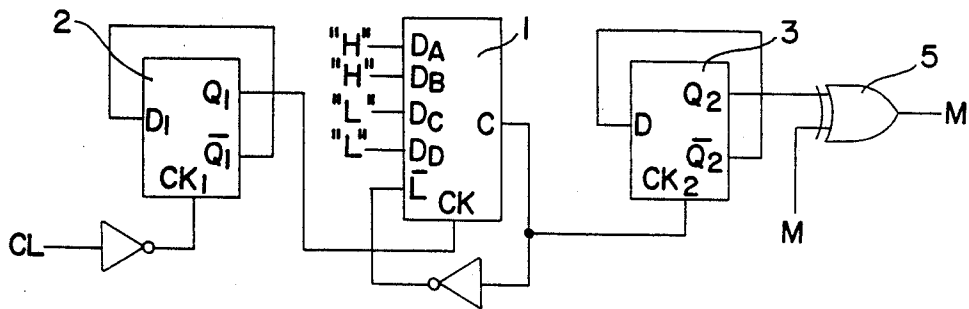 2
D1
Q1
Q̅1
CK1
CL
1
"H"
"H"
"L"
"L"
DA
DB
DC
DD
L̅
C
CK
3
D
Q2
Q̅2
CK2
5
M
M